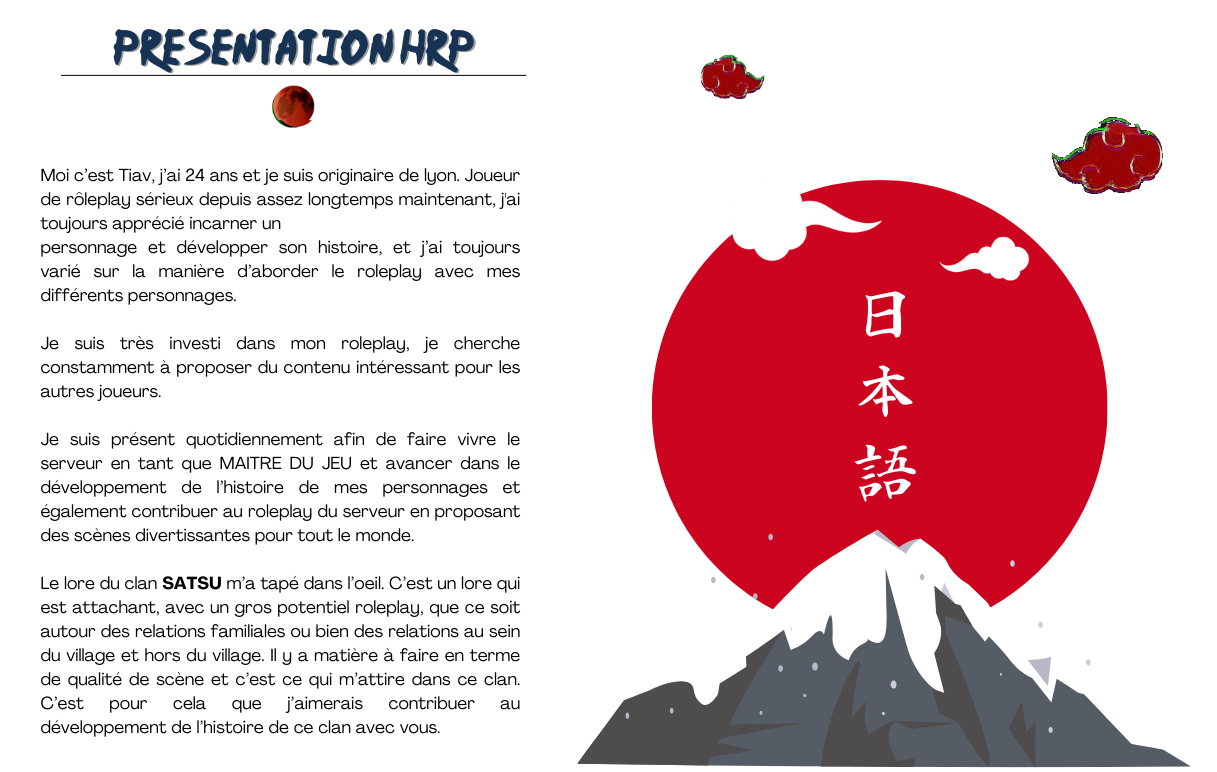 PRESENTATION HRP
Moi c’est Tiav, j’ai 24 ans et je suis originaire de lyon. Joueur
de rôleplay sérieux depuis assez longtemps maintenant, j'ai
toujours apprécié incarner un
personnage et développer son histoire, et j’ai toujours
varié sur la manière d’aborder le roleplay avec mes
différents personnages.
Je suis très investi dans mon roleplay, je cherche
constamment à proposer du contenu intéressant pour les
autres joueurs.
Je suis présent quotidiennement afin de faire vivre le
serveur en tant que MAITRE DU JEU et avancer dans le
développement de l’histoire de mes personnages et
également contribuer au roleplay du serveur en proposant
des scènes divertissantes pour tout le monde.
Le lore du clan SATSU m’a tapé dans l’oeil. C’est un lore qui
est attachant, avec un gros potentiel roleplay, que ce soit
autour des relations familiales ou bien des relations au sein
du village et hors du village. Il y a matière à faire en terme
de qualité de scène et c’est ce qui m’attire dans ce clan.
C’est pour cela que j’aimerais contribuer au
développement de l’histoire de ce clan avec vous.
日本語